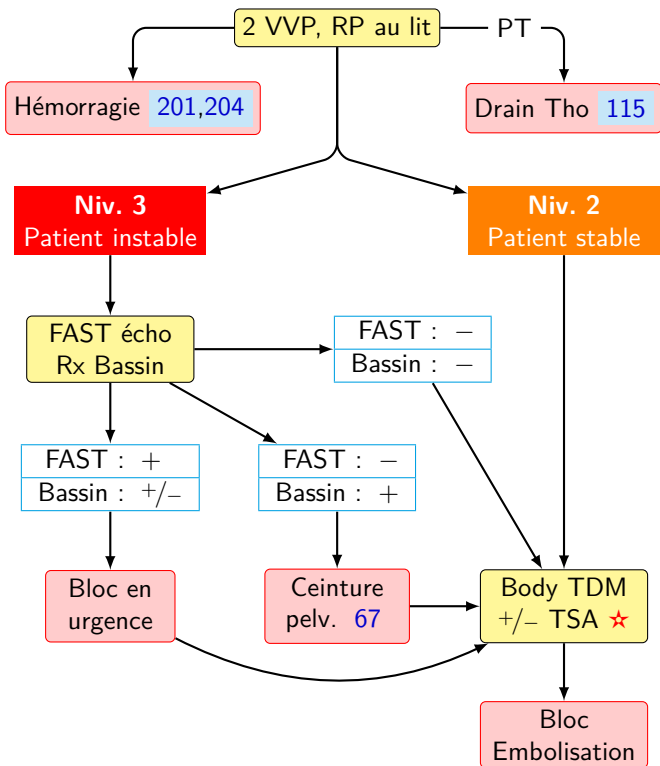 2 VVP, RP au lit
PT
Hémorragie 201,204
Drain Tho 115
Niv. 3
Patient instable
Niv. 2
Patient stable
FAST écho
Rx Bassin
FAST : −
Bassin : −
FAST : +
Bassin : +/−
FAST : −
Bassin : +
Bloc en
urgence
Ceinture
pelv. 67
Body TDM
+/− TSA ☆
Bloc
Embolisation